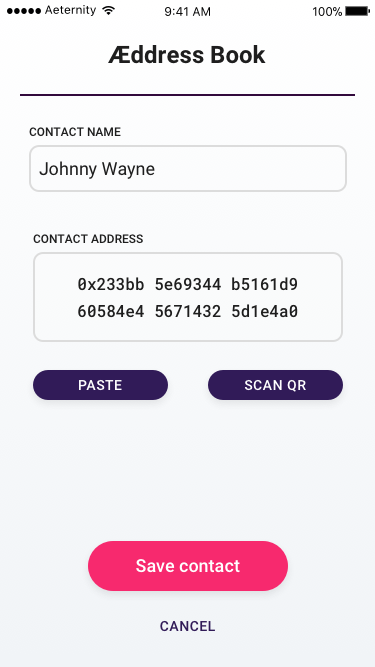 Aeternity 9:41 AM 100%
Æddress Book
CONTACT NAME
Johnny Wayne
CONTACT ADDRESS
0x233bb 5e69344 b5161d9
60584e4 5671432 5d1e4a0
PASTE SCAN QR
Save contact
CANCEL